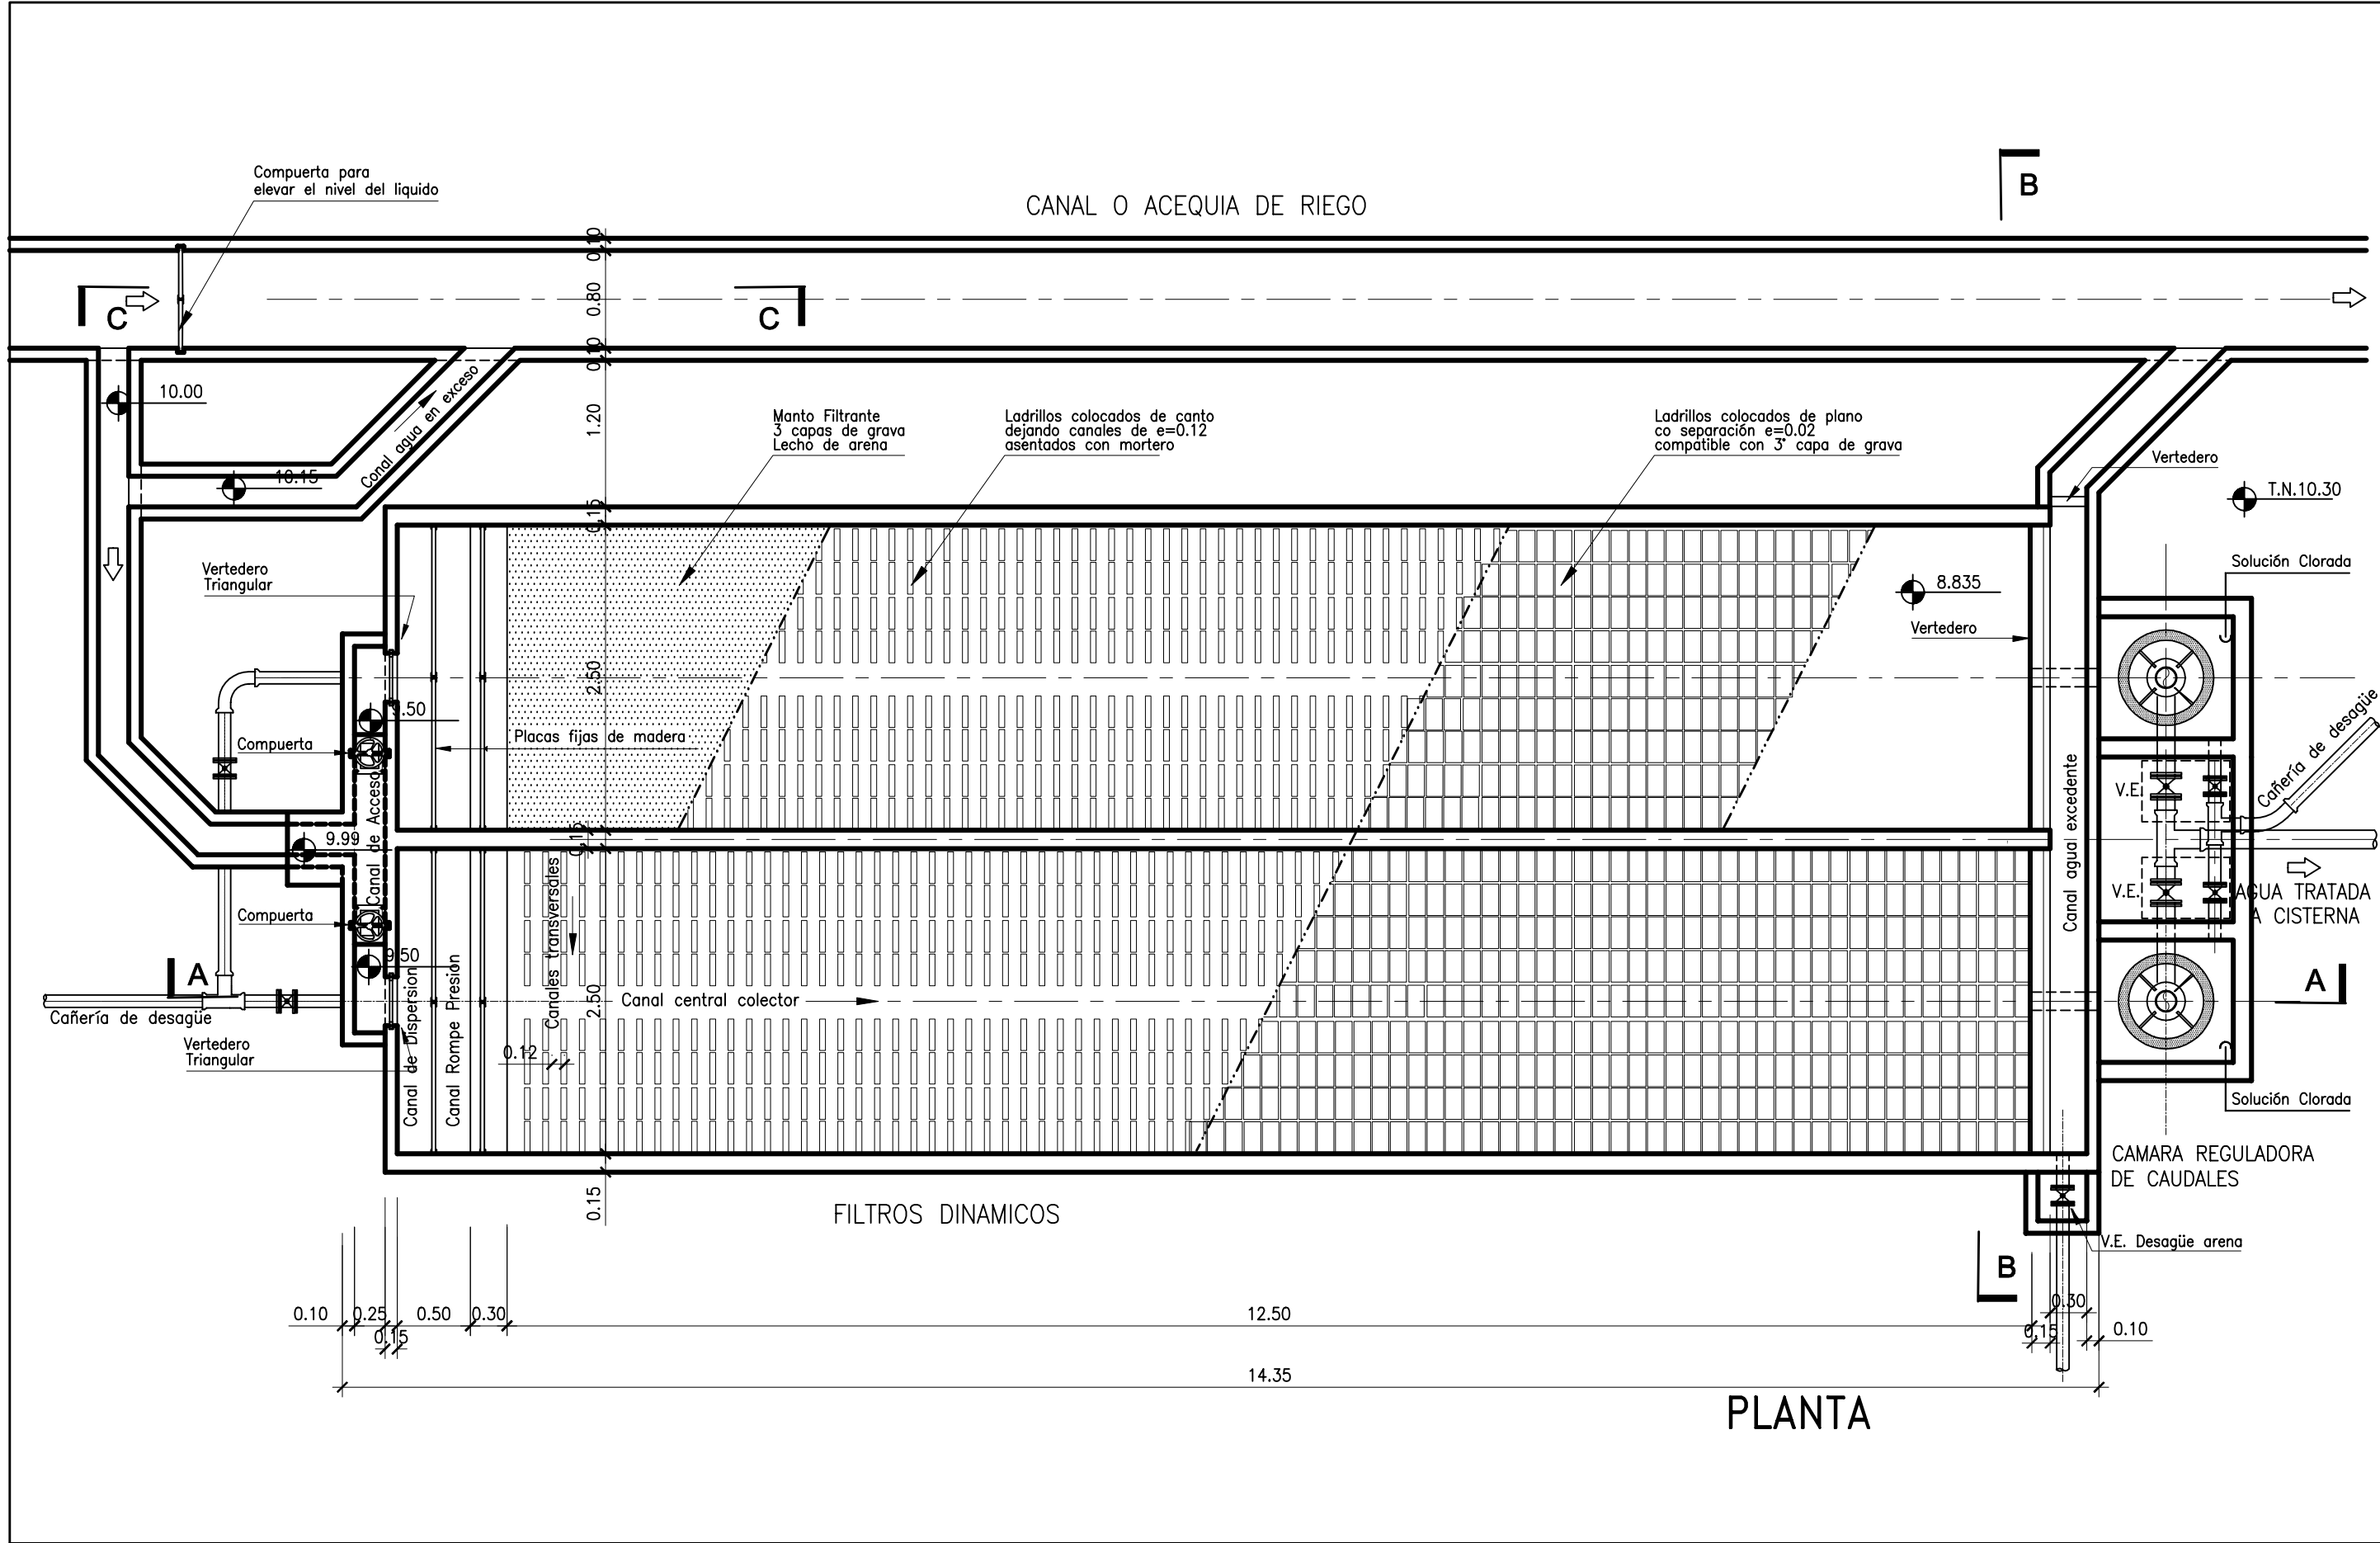 Compuerta para
elevar el nivel del liquido
CANAL O ACEQUIA DE RIEGO
B
0.10
0.80
0.10
C
C
10.00
1.20
Conal agua en exceso
Manto Filtrante
3 capas de grava
Lecho de arena
Ladrillos colocados de canto
dejando canales de e=0.12
asentados con mortero
Ladrillos colocados de plano
co separación e=0.02
compatible con 3° capa de grava
Vertedero
10.15
T.N.10.30
0.15
Vertedero
Triangular
Solución Clorada
8.835
Vertedero
2.50
9.50
Compuerta
Placas fijas de madera
Canal de Acceso
Canal agual excedente
Cañería de desagüe
V.E.
9.99
0.15
Canales transversales
V.E.
AGUA TRATADA
A CISTERNA
Compuerta
9.50
A
A
Cañería de desagüe
Canal de Dispersion
Canal Rompe Presión
2.50
Canal central colector
Vertedero
Triangular
0.12
Solución Clorada
CAMARA REGULADORA
DE CAUDALES
0.15
FILTROS DINAMICOS
V.E. Desagüe arena
B
0.10
0.25
0.50
0.30
12.50
0.30
0.15
0.15
0.10
14.35
PLANTA